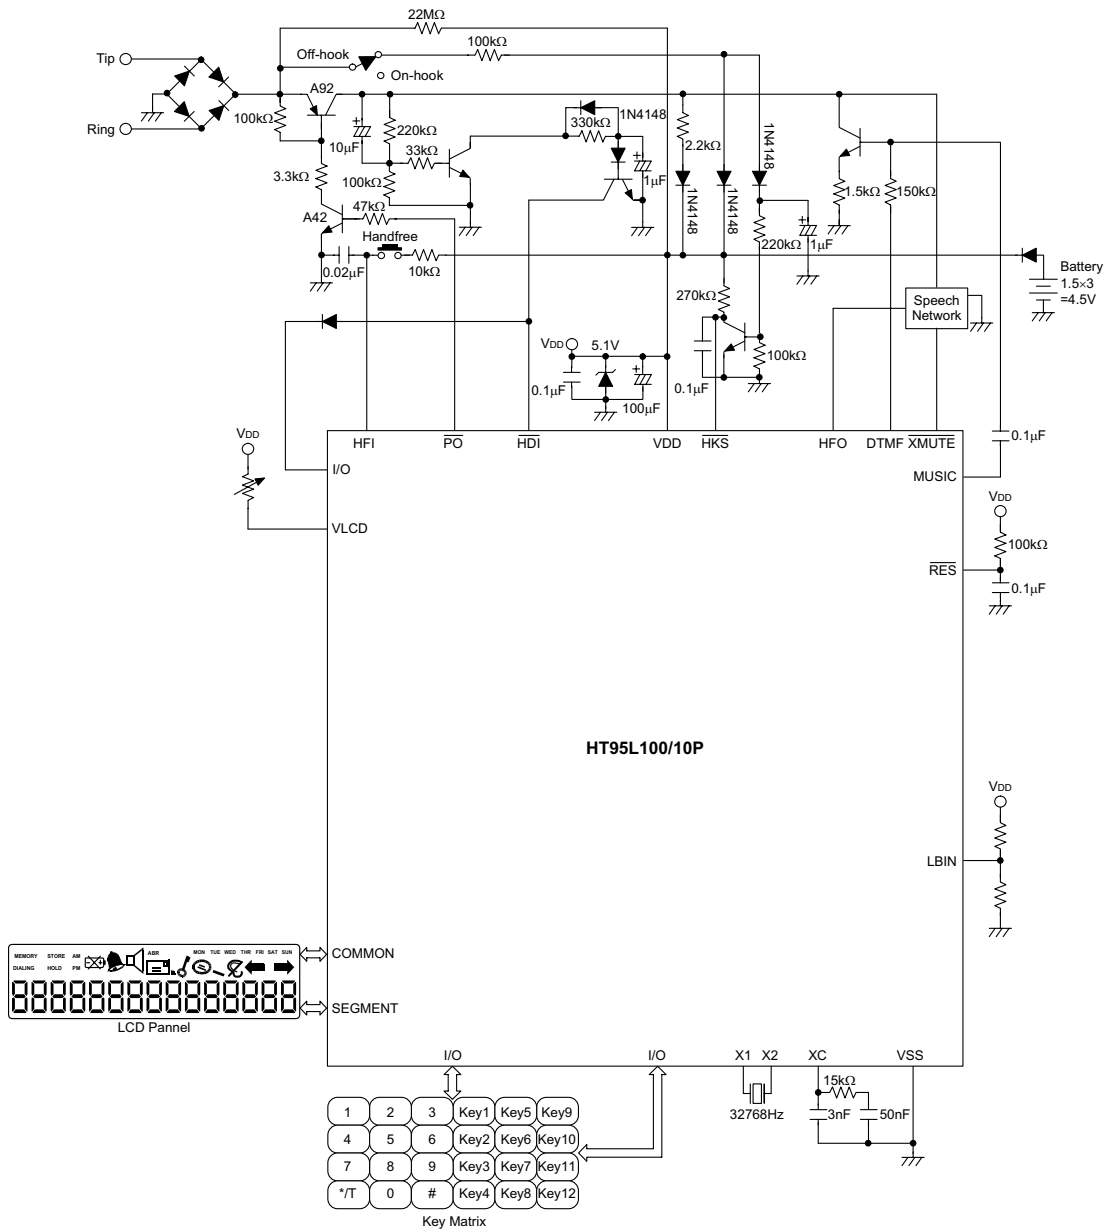 22MΩ
Off-hook
100kΩ
Tip
On-hook
A92
1N4148
1N4148
100kΩ
10μF
220kΩ
330kΩ
2.2kΩ
33kΩ
Ring
3.3kΩ
100kΩ
1μF
1N4148
1N4148
1.5kΩ
150kΩ
A42
47kΩ
Handfree
220kΩ
1μF
0.02μF
10kΩ
Battery
1.5×3
=4.5V
270kΩ
Speech
Network
VDD
5.1V
100kΩ
0.1μF
100μF
0.1μF
VDD
HFI
PO
HDI
VDD
HKS
HFO
DTMF
XMUTE
0.1μF
I/O
MUSIC
VDD
VLCD
100kΩ
RES
0.1μF
HT95L100/10P
VDD
LBIN
MEMORY STORE AM ABR MON TUE WED THR FRI SAT SUN
DIALING HOLD PM
COMMON
SEGMENT
LCD Pannel
I/O
I/O
X1
X2
XC
VSS
15kΩ
32768Hz
3nF
50nF
1 2 3 Key1 Key5 Key9
4 5 6 Key2 Key6 Key10
7 8 9 Key3 Key7 Key11
*/T 0 # Key4 Key8 Key12
Key Matrix